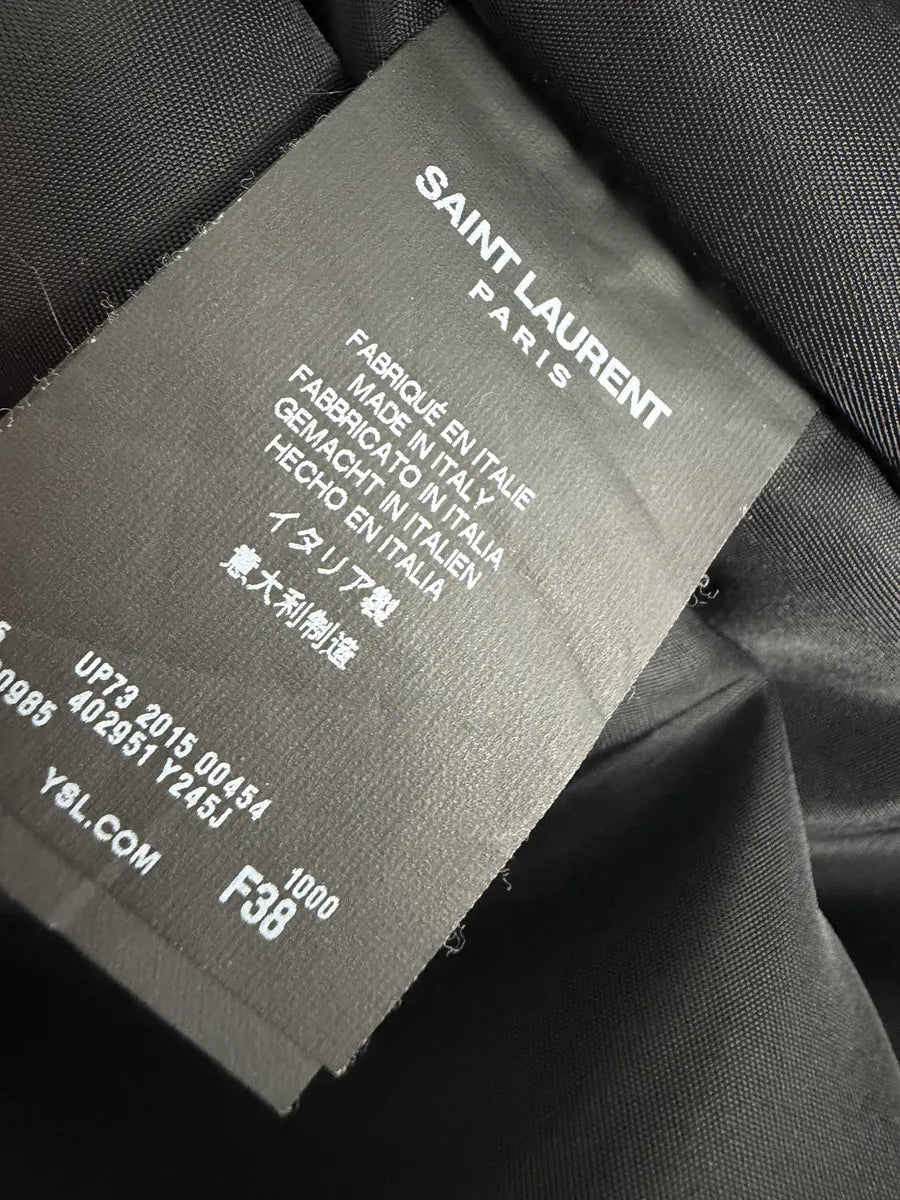 SAINT LAURENT
PARIS
FABRIQUÉ EN ITALIE
MADE IN ITALY
FABBRICATO IN ITALIA
GEMACHT IN ITALIEN
HECHO EN ITALIA
イタリア製
意大利制造
UP73 2015 00454
0985 402951 Y245J
YSL.COM
1000
F38